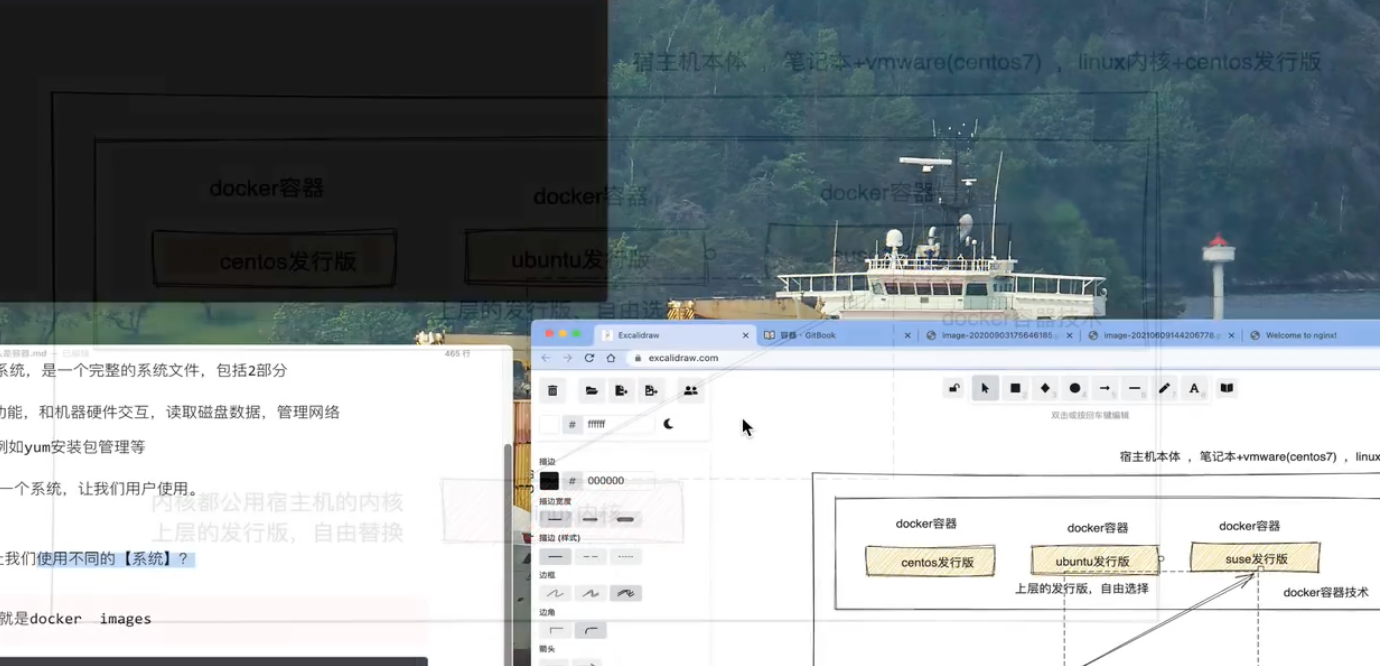 宿主机本体 ，笔记本+vmware(centos7) ，linux内核+centos发行版
docker容器
docker容器
docker容器
centos发行版
ubuntu发行版
suse
上层的发行版、自由选择
docker容器技术
内核都公用宿主机的内核
上层的发行版，自由替换
linux内核
是容器.md — 已编辑
465 行
系统，是一个完整的系统文件，包括2部分
功能，和机器硬件交互，读取磁盘数据，管理网络
例如yum安装包管理等
一个系统，让我们用户使用。
让我们使用不同的【系统】？
就是docker images
Excalidraw
容器 · GitBook
image-20200903175646185
image-20210609144206776
Welcome to nginx!
excalidraw.com
# ffffff
双击或按回车键编辑
描边
# 000000
描边宽度
描边 (样式)
边框
边角
箭头
宿主机本体 ，笔记本+vmware(centos7) ，linux
docker容器
docker容器
docker容器
centos发行版
ubuntu发行版
suse发行版
上层的发行版，自由选择
docker容器技术